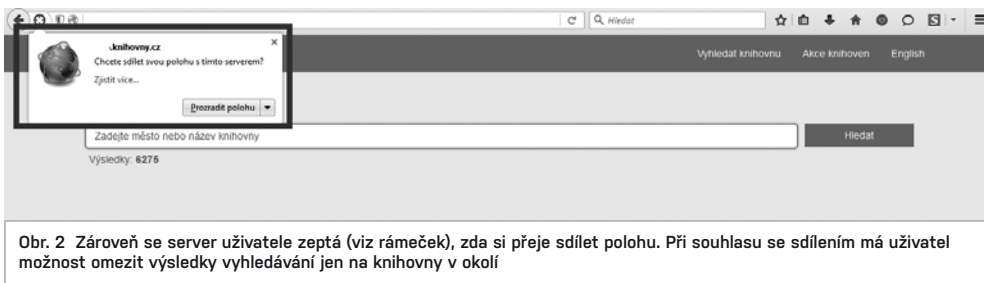 Hledat
.knihovny.cz
Chcete sdílet svou polohu s tímto serverem?
Zjistit více...
Prozradit polohu
Vyhledat knihovnu Akce knihoven English
Zadejte město nebo název knihovny
Hledat
Výsledky: 6275
Obr. 2 Zároveň se server uživatele zeptá (viz rámeček), zda si přeje sdílet polohu. Při souhlasu se sdílením má uživatel
možnost omezit výsledky vyhledávání jen na knihovny v okolí